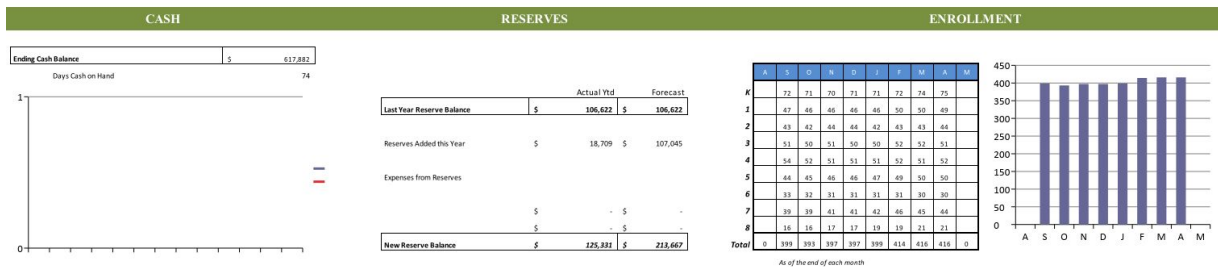 CASH RESERVES ENROLLMENT
Ending Cash Balance $ 617,882
Days Cash on Hand 74
1
0
Actual Ytd Forecast
Last Year Reserve Balance $ 106,622 $ 106,622
Reserves Added this Year $ 18,709 $ 107,045
Expenses from Reserves
$ - $ -
$ - $ -
New Reserve Balance $ 125,331 $ 213,667
A S O N D J F M A M
K 72 71 70 71 71 72 74 75
1 47 46 46 46 46 50 50 49
2 43 42 44 44 42 43 43 44
3 51 50 51 50 50 52 52 51
4 54 52 51 51 51 51 52 52
5 44 45 46 46 47 49 50 50
6 33 32 31 31 31 31 30 30
7 39 39 41 41 42 46 45 44
8 16 16 17 17 19 19 21 21
Total 0 399 393 397 397 399 414 416 416 0
As of the end of each month
450
400
350
300
250
200
150
100
50
0
A S O N D J F M A M